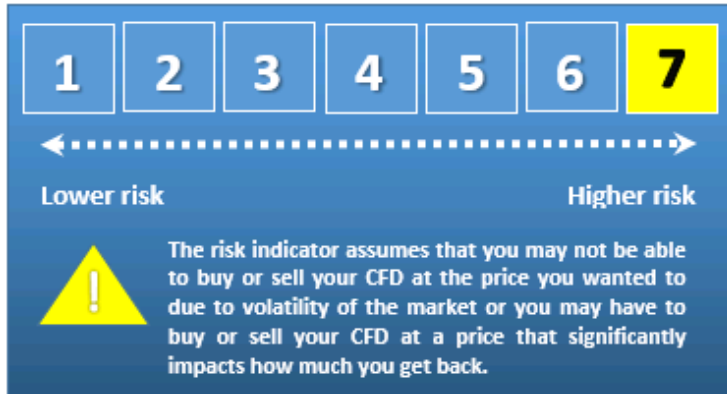 1 2 3 4 5 6 7
Lower risk Higher risk
!
The risk indicator assumes that you may not be able
to buy or sell your CFD at the price you wanted to
due to volatility of the market or you may have to
buy or sell your CFD at a price that significantly
impacts how much you get back.